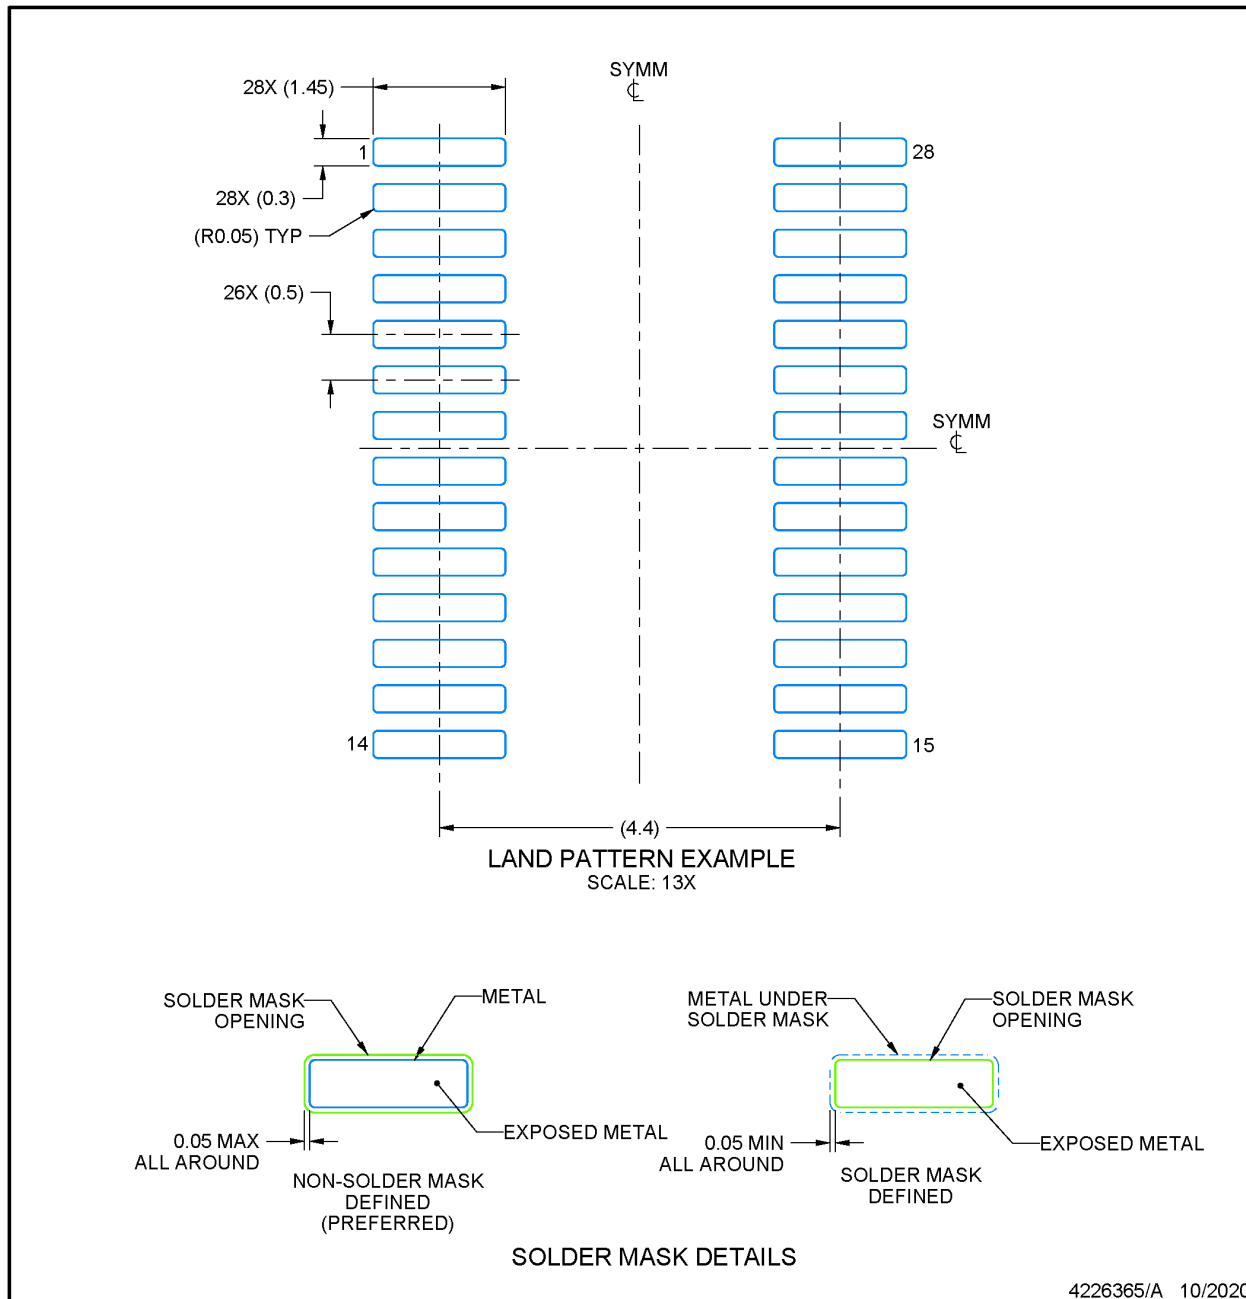 SYMM
℄
28X (1.45)
1
28
28X (0.3)
(R0.05) TYP
26X (0.5)
SYMM
℄
14
15
(4.4)
LAND PATTERN EXAMPLE
SCALE: 13X
SOLDER MASK
OPENING
METAL
EXPOSED METAL
0.05 MAX
ALL AROUND
NON-SOLDER MASK
DEFINED
(PREFERRED)
METAL UNDER
SOLDER MASK
SOLDER MASK
OPENING
EXPOSED METAL
0.05 MIN
ALL AROUND
SOLDER MASK
DEFINED
SOLDER MASK DETAILS
4226365/A 10/2020